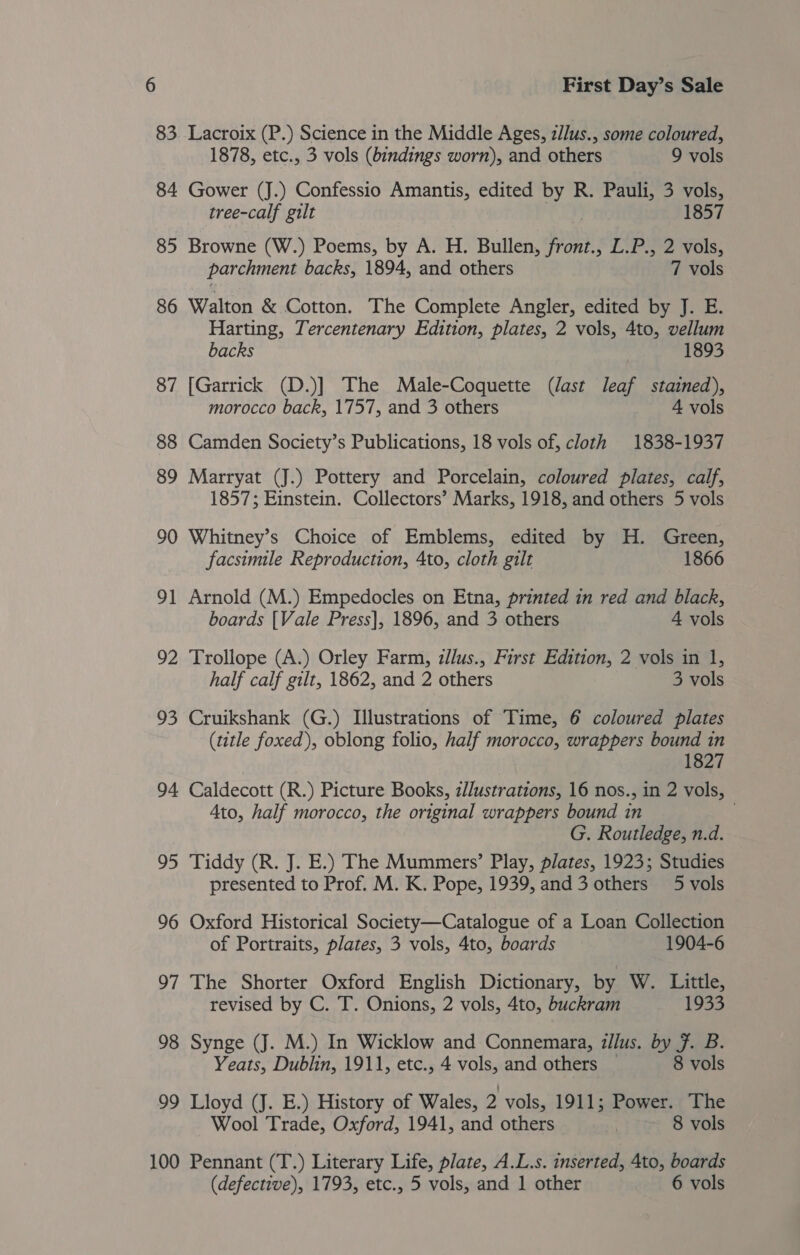 6 First Day’s Sale
83 Lacroix (P.) Science in the Middle Ages, illus., some coloured,
1878, etc., 3 vols (bindings worn), and others 9 vols
84 Gower (J.) Confessio Amantis, edited by R. Pauli, 3 vols,
tree-calf gilt 1857
85 Browne (W.) Poems, by A. H. Bullen, front., L.P., 2 vols,
parchment backs, 1894, and others 7 vols
86 Walton & Cotton. The Complete Angler, edited by J. E.
Harting, Tercentenary Edition, plates, 2 vols, 4to, vellum
backs 1893
87 [Garrick (D.)] The Male-Coquette (last leaf stained),
morocco back, 1757, and 3 others 4 vols
88 Camden Society’s Publications, 18 vols of, cloth 1838-1937
89 Marryat (J.) Pottery and Porcelain, coloured plates, calf,
1857; Einstein. Collectors’ Marks, 1918, and others 5 vols
90 Whitney’s Choice of Emblems, edited by H. Green,
facsimile Reproduction, 4to, cloth gilt 1866
91 Arnold (M.) Empedocles on Etna, printed in red and black,
boards [Vale Press], 1896, and 3 others 4 vols
92 Trollope (A.) Orley Farm, illus., First Edition, 2 vols in 1,
half calf gilt, 1862, and 2 others 3 vols
93 Cruikshank (G.) Illustrations of Time, 6 coloured plates
(title foxed), oblong folio, half morocco, wrappers bound in
1827
94 Caldecott (R.) Picture Books, illustrations, 16 nos., in 2 vols,
4to, half morocco, the original wrappers bound in
G. Routledge, n.d.
95 Tiddy (R. J. E.) The Mummers’ Play, plates, 1923; Studies
presented to Prof. M. K. Pope, 1939, and 3 others 5 vols
96 Oxford Historical Society—Catalogue of a Loan Collection
of Portraits, plates, 3 vols, 4to, boards 1904-6
97 The Shorter Oxford English Dictionary, by W. Little,
revised by C. T. Onions, 2 vols, 4to, buckram 1933
98 Synge (J. M.) In Wicklow and Connemara, illus. by J. B.
Yeats, Dublin, 1911, etc., 4 vols, and others 8 vols
99 Lloyd (J. E.) History of Wales, 2 vols, 1911; Power. The
Wool Trade, Oxford, 1941, and others 8 vols
100 Pennant (T.) Literary Life, plate, A.L.s. inserted, 4to, boards
(defective), 1793, etc., 5 vols, and 1 other 6 vols